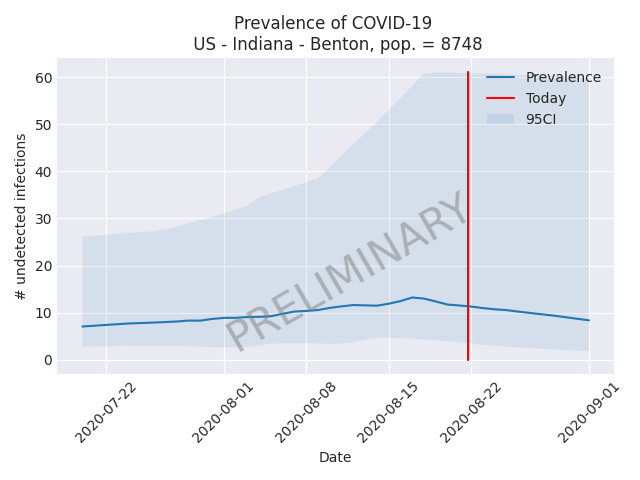 Prevalence of COVID-19
US - Indiana - Benton, pop. = 8748
# undetected infections
60
50
40
30
20
10
0
Prevalence
Today
95CI
PRELIMINARY
2020-07-22
2020-08-01
2020-08-08
2020-08-15
2020-08-22
2020-09-01
Date